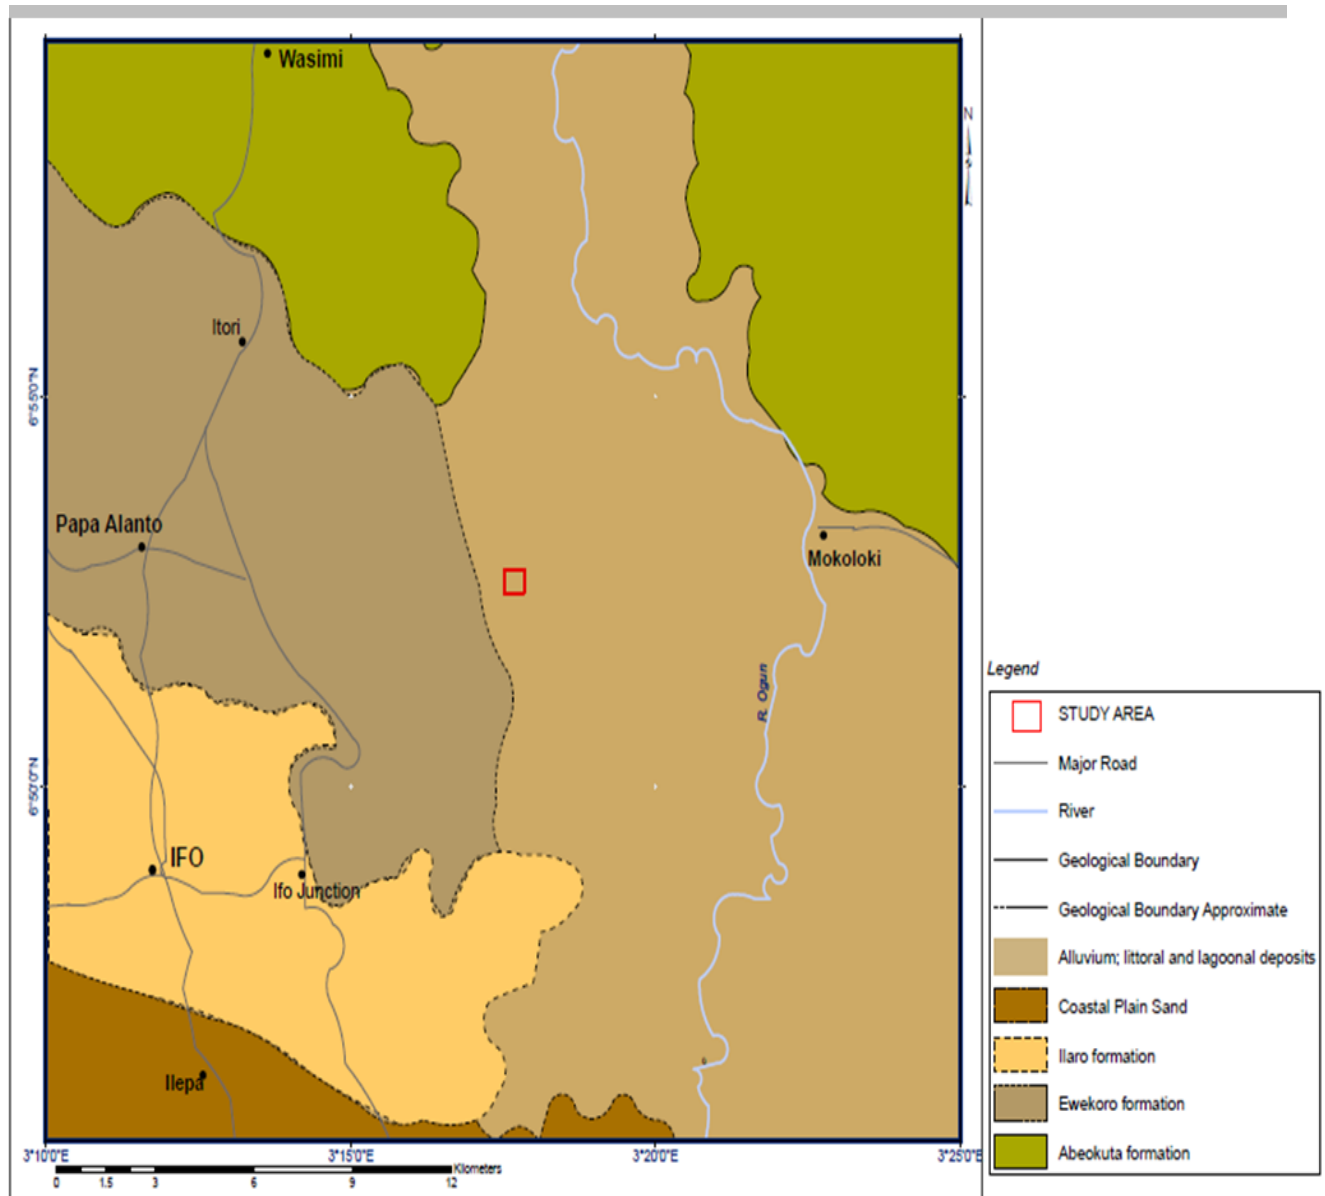 Wasimi
N
Itori
6°55'0"N
Papa Alanto
Mokoloki
R. Ogun
6°50'0"N
IFO
Ifo Junction
Ilepa
3°10'0"E
3°15'0"E
3°20'0"E
3°25'0"E
Kilometers
0 1.5 3 6 9 12
Legend
STUDY AREA
Major Road
River
Geological Boundary
Geological Boundary Approximate
Alluvium; littoral and lagoonal deposits
Coastal Plain Sand
Ilaro formation
Ewekoro formation
Abeokuta formation